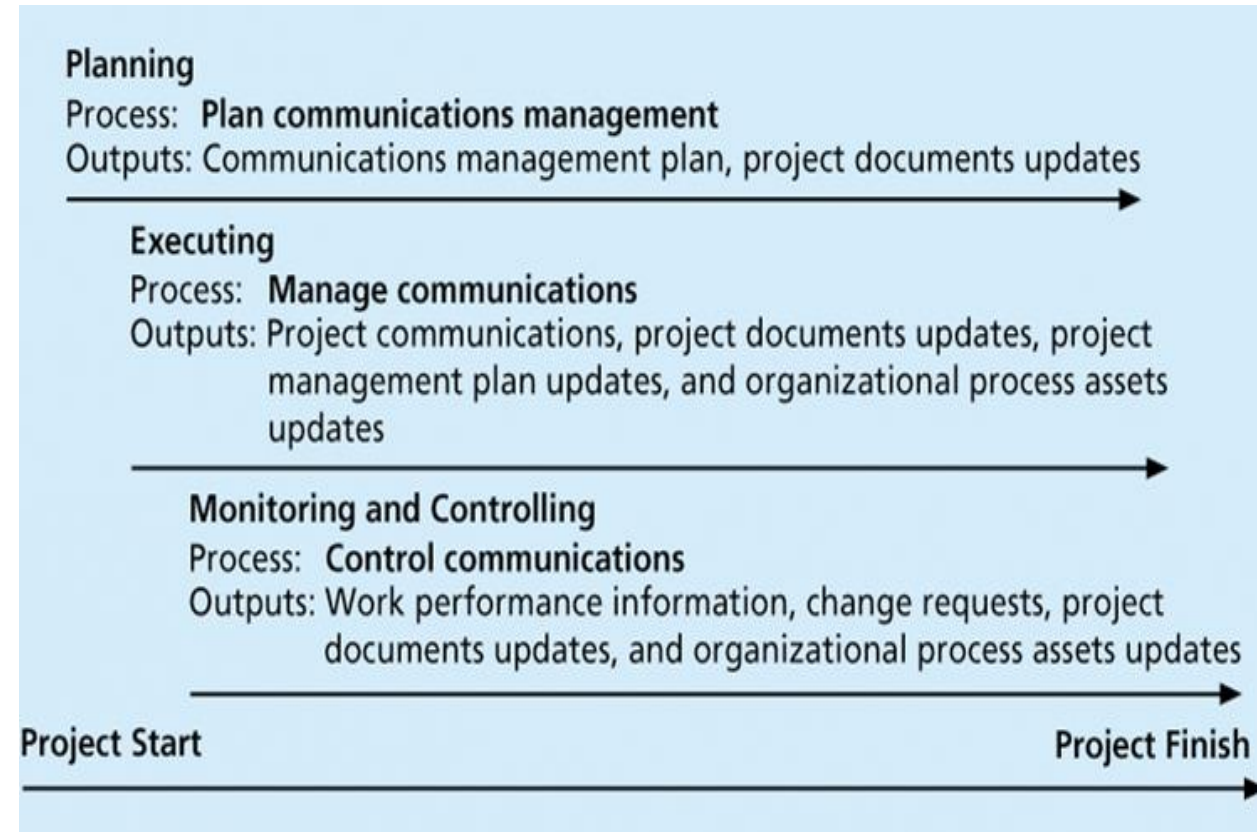 Planning
Process: Plan communications management
Outputs: Communications management plan, project documents updates
Executing
Process: Manage communications
Outputs: Project communications, project documents updates, project
management plan updates, and organizational process assets
updates
Monitoring and Controlling
Process: Control communications
Outputs: Work performance information, change requests, project
documents updates, and organizational process assets updates
Project Start Project Finish